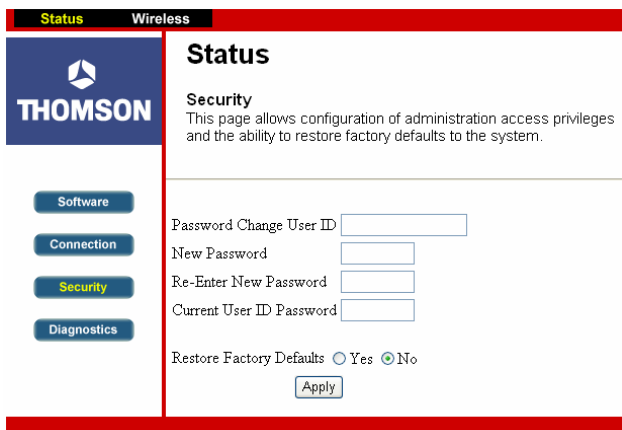 Status Wireless
THOMSON
Software
Connection
Security
Diagnostics
Status
Security
This page allows configuration of administration access privileges
and the ability to restore factory defaults to the system.
Password Change User ID
New Password
Re-Enter New Password
Current User ID Password
Restore Factory Defaults Yes No
Apply